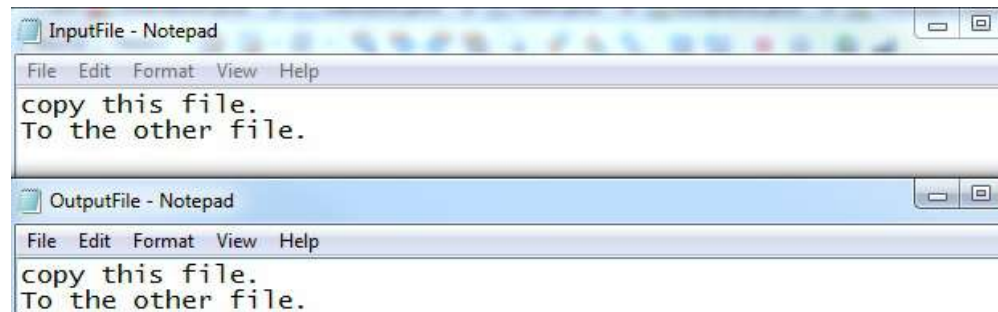 InputFile - Notepad
File Edit Format View Help
copy this file.
To the other file.
OutputFile - Notepad
File Edit Format View Help
copy this file.
To the other file.